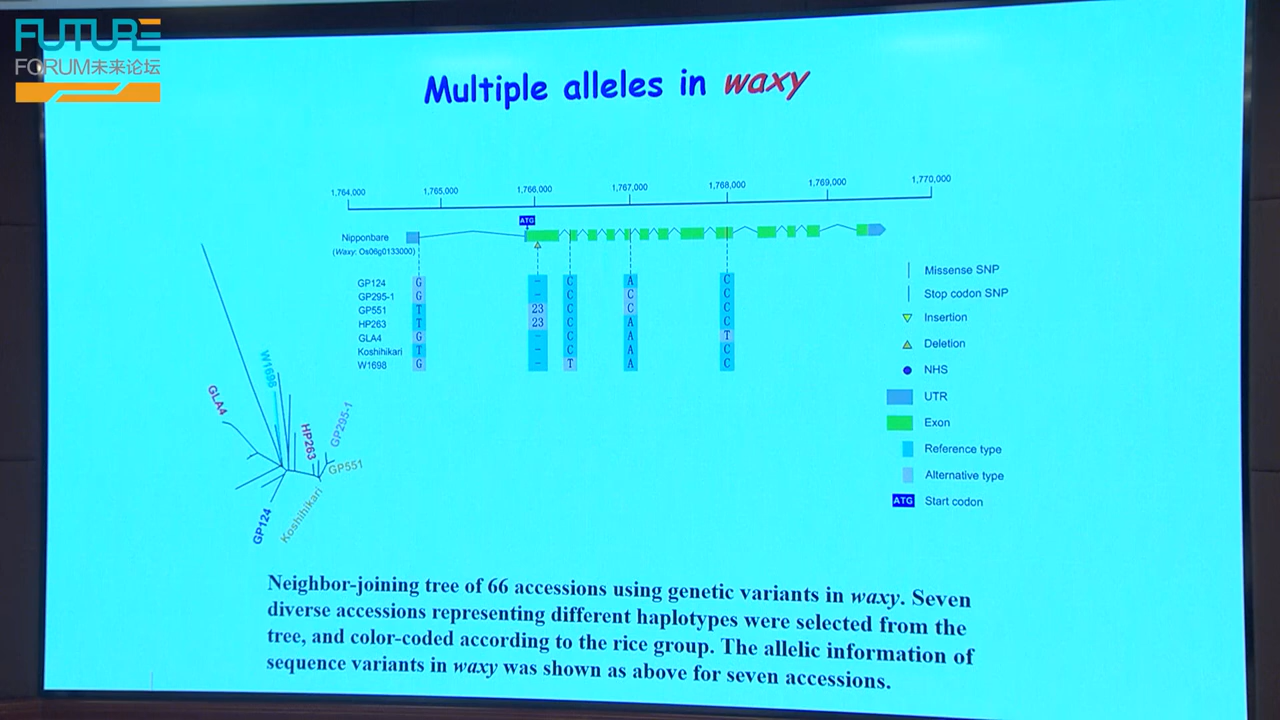 FUTURE
FORUM未来论坛
Multiple alleles in waxy
1,764,000 1,765,000 1,766,000 1,767,000 1,768,000 1,769,000 1,770,000
ATG
Nipponbare
(Waxy: Os06g0133000)
GP124 G - C A C
GP295-1 G - C C C
GP551 T 23 C C C
HP263 T 23 C A C
GLA4 G - C A T
Koshihikari T - C A C
W1698 G - T A C
Missense SNP
Stop codon SNP
Insertion
Deletion
NHS
UTR
Exon
Reference type
Alternative type
ATG Start codon
W1698
GLA4
HP263
GP295-1
GP551
Koshihikari
GP124
Neighbor-joining tree of 66 accessions using genetic variants in waxy. Seven
diverse accessions representing different haplotypes were selected from the
tree, and color-coded according to the rice group. The allelic information of
sequence variants in waxy was shown as above for seven accessions.